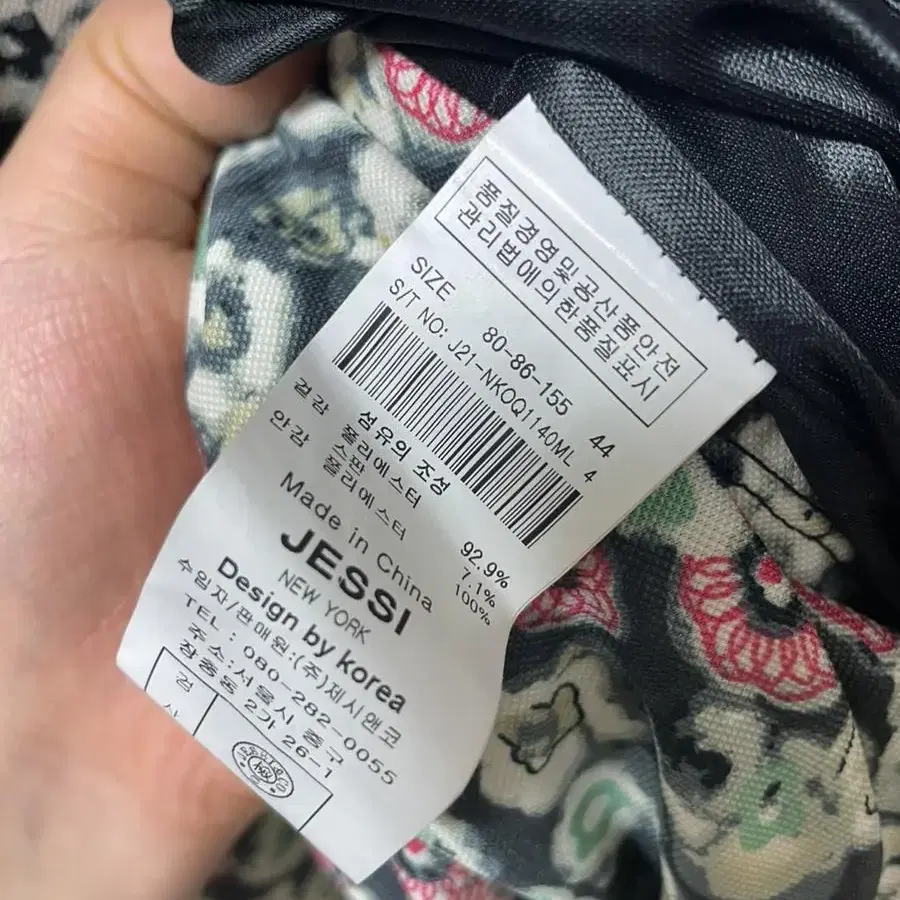 품질경영및공산품안전
관리법에의한품질표시
SIZE 80-86-155 44
S/T NO: J21-NKOQ1140ML 4
섬유의 조성
겉감 폴리에스터 92.9%
스판 7.1%
안감 폴리에스터 100%
Made in China
JESSI
NEW YORK
Design by korea
수입자/판매원:(주)제시앤코
TEL : 080-282-0055
주 소:서울시 중구
장충동 2가 26-1
검
사